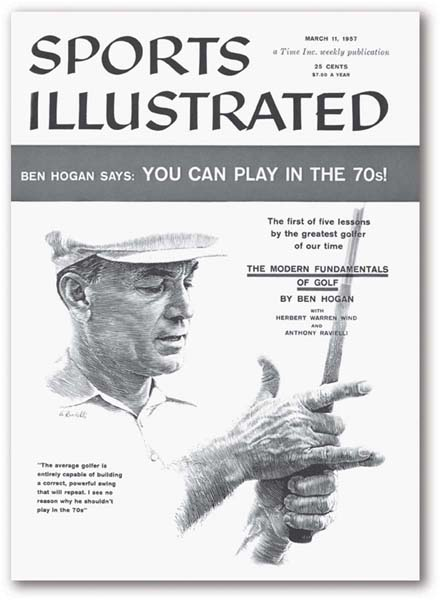 SPORTS
ILLUSTRATED
MARCH 11, 1957
a Time Inc. weekly publication
25 CENTS
$7.50 A YEAR
BEN HOGAN SAYS: YOU CAN PLAY IN THE 70s!
The first of five lessons
by the greatest golfer
of our time
THE MODERN FUNDAMENTALS
OF GOLF
BY BEN HOGAN
WITH
HERBERT WARREN WIND
AND
ANTHONY RAVIELLI
"The average golfer is
entirely capable of building
a correct, powerful swing
that will repeat. I see no
reason why he shouldn't
play in the 70s"